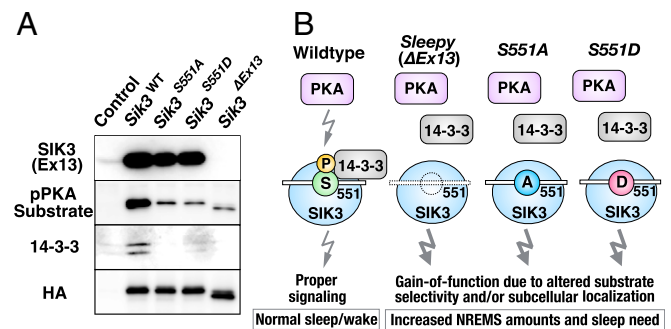 A
Control
Sik3 WT
Sik3 S551A
Sik3 S551D
Sik3 ΔEx13
SIK3
(Ex13)
pPKA
Substrate
14-3-3
HA
B
Wildtype
PKA
P
14-3-3
S
551
SIK3
Proper
signaling
Normal sleep/wake
Sleepy
(ΔEx13)
PKA
14-3-3
551
SIK3
S551A
PKA
14-3-3
A
551
SIK3
S551D
PKA
14-3-3
D
551
SIK3
Gain-of-function due to altered substrate
selectivity and/or subcellular localization
Increased NREMS amounts and sleep need